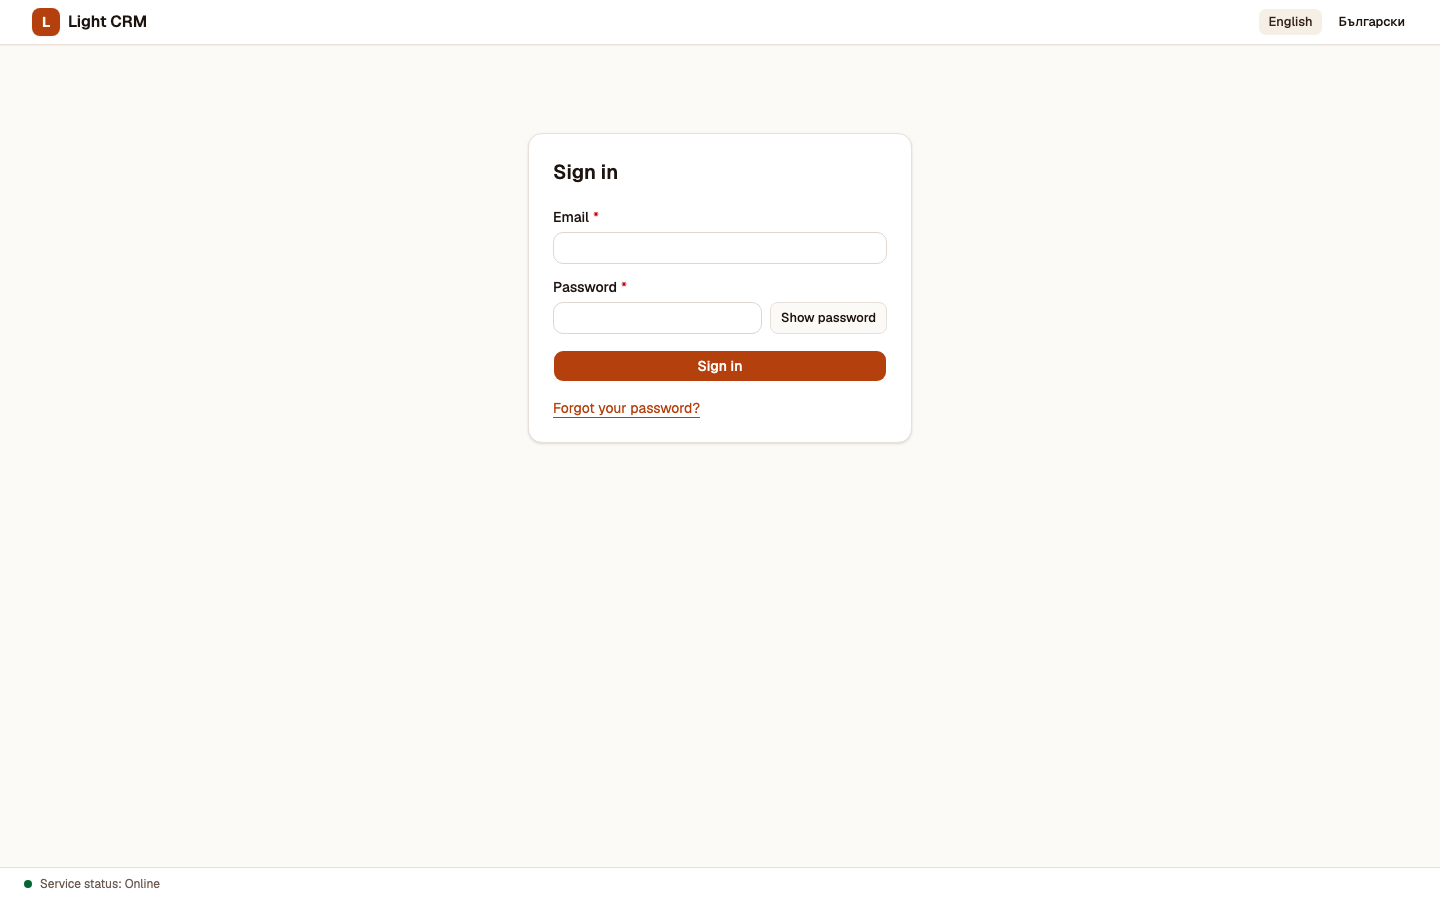 L Light CRM
English Български
Sign in
Email *
Password *
Show password
Sign in
Forgot your password?
Service status: Online